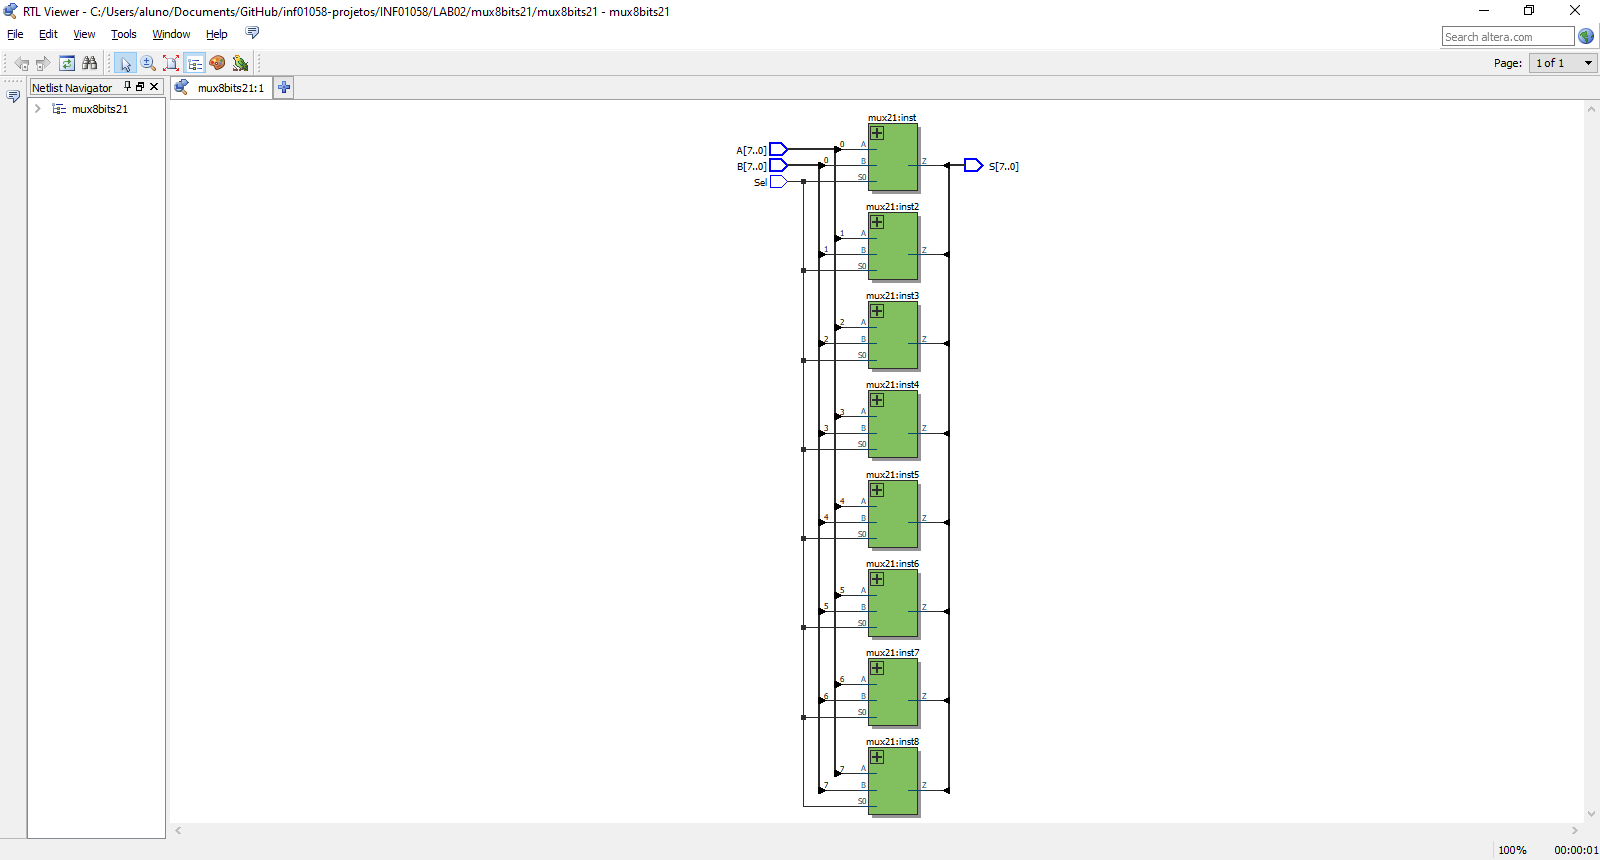 RTL Viewer - C:/Users/aluno/Documents/GitHub/inf01058-projetos/INF01058/LAB02/mux8bits21/mux8bits21 - mux8bits21
File Edit View Tools Window Help
Search altera.com
Page: 1 of 1
Netlist Navigator
mux8bits21:1
mux8bits21
mux21:inst
A[7..0] 0 A
B[7..0] 0 B Z S[7..0]
Sel S0
mux21:inst2
1 A
1 B Z
S0
mux21:inst3
2 A
2 B Z
S0
mux21:inst4
3 A
3 B Z
S0
mux21:inst5
4 A
4 B Z
S0
mux21:inst6
5 A
5 B Z
S0
mux21:inst7
6 A
6 B Z
S0
mux21:inst8
7 A
7 B Z
S0
100% 00:00:01